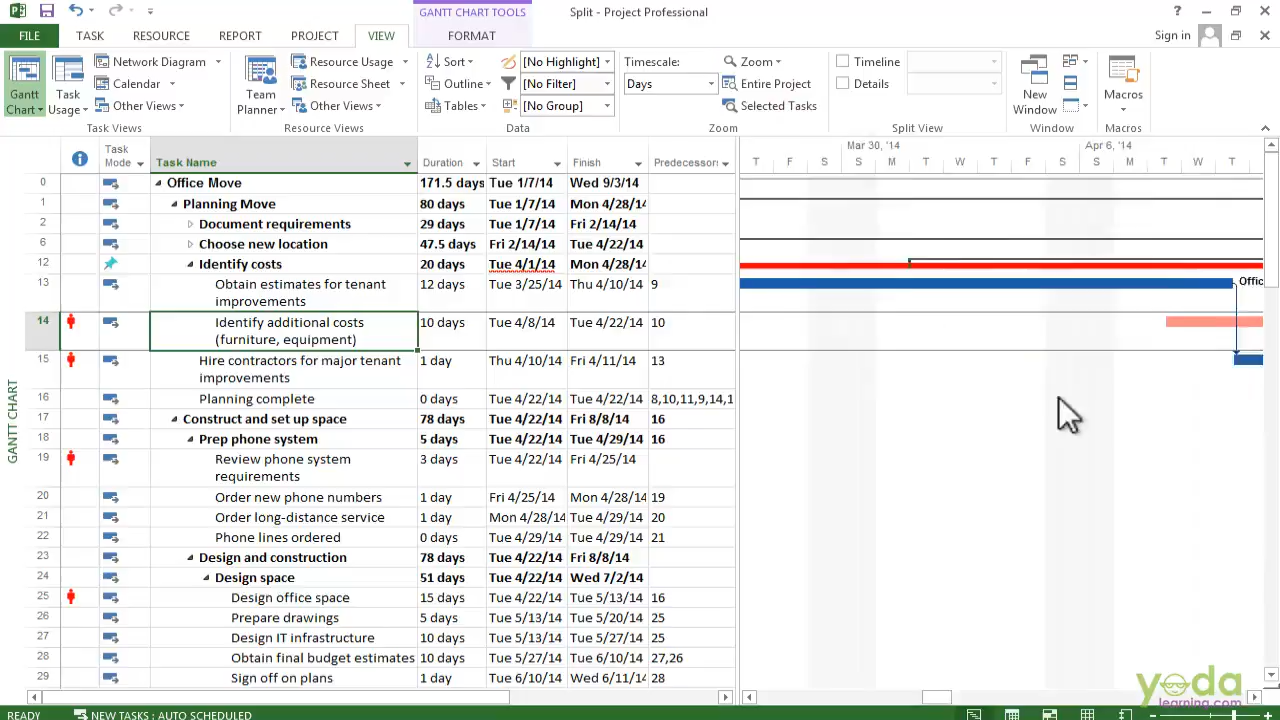 GANTT CHART TOOLS
Split - Project Professional
FILE
TASK
RESOURCE
REPORT
PROJECT
VIEW
FORMAT
Sign in
Gantt Chart
Task Usage
Network Diagram
Calendar
Other Views
Task Views
Team Planner
Resource Usage
Resource Sheet
Other Views
Resource Views
Sort
Outline
Tables
[No Highlight]
[No Filter]
[No Group]
Data
Timescale:
Days
Zoom
Entire Project
Selected Tasks
Zoom
Timeline
Details
Split View
New Window
Window
Macros
Macros
Task Mode
Task Name
Duration
Start
Finish
Predecessors
Mar 30, '14
Apr 6, '14
T F S S M T W T F S S M T W T
0 Office Move 171.5 days Tue 1/7/14 Wed 9/3/14
1 Planning Move 80 days Tue 1/7/14 Mon 4/28/14
2 Document requirements 29 days Tue 1/7/14 Fri 2/14/14
6 Choose new location 47.5 days Fri 2/14/14 Tue 4/22/14
12 Identify costs 20 days Tue 4/1/14 Mon 4/28/14
13 Obtain estimates for tenant improvements 12 days Tue 3/25/14 Thu 4/10/14 9
Offic
14 Identify additional costs (furniture, equipment) 10 days Tue 4/8/14 Tue 4/22/14 10
15 Hire contractors for major tenant improvements 1 day Thu 4/10/14 Fri 4/11/14 13
16 Planning complete 0 days Tue 4/22/14 Tue 4/22/14 8,10,11,9,14,1
17 Construct and set up space 78 days Tue 4/22/14 Fri 8/8/14 16
18 Prep phone system 5 days Tue 4/22/14 Tue 4/29/14 16
19 Review phone system requirements 3 days Tue 4/22/14 Fri 4/25/14
20 Order new phone numbers 1 day Fri 4/25/14 Mon 4/28/14 19
21 Order long-distance service 1 day Mon 4/28/14 Tue 4/29/14 20
22 Phone lines ordered 0 days Tue 4/29/14 Tue 4/29/14 21
23 Design and construction 78 days Tue 4/22/14 Fri 8/8/14
24 Design space 51 days Tue 4/22/14 Wed 7/2/14
25 Design office space 15 days Tue 4/22/14 Tue 5/13/14 16
26 Prepare drawings 5 days Tue 5/13/14 Tue 5/20/14 25
27 Design IT infrastructure 10 days Tue 5/13/14 Tue 5/27/14 25
28 Obtain final budget estimates 10 days Tue 5/27/14 Tue 6/10/14 27,26
29 Sign off on plans 1 day Tue 6/10/14 Wed 6/11/14 28
GANTT CHART
yoda
learning.com
READY
NEW TASKS : AUTO SCHEDULED